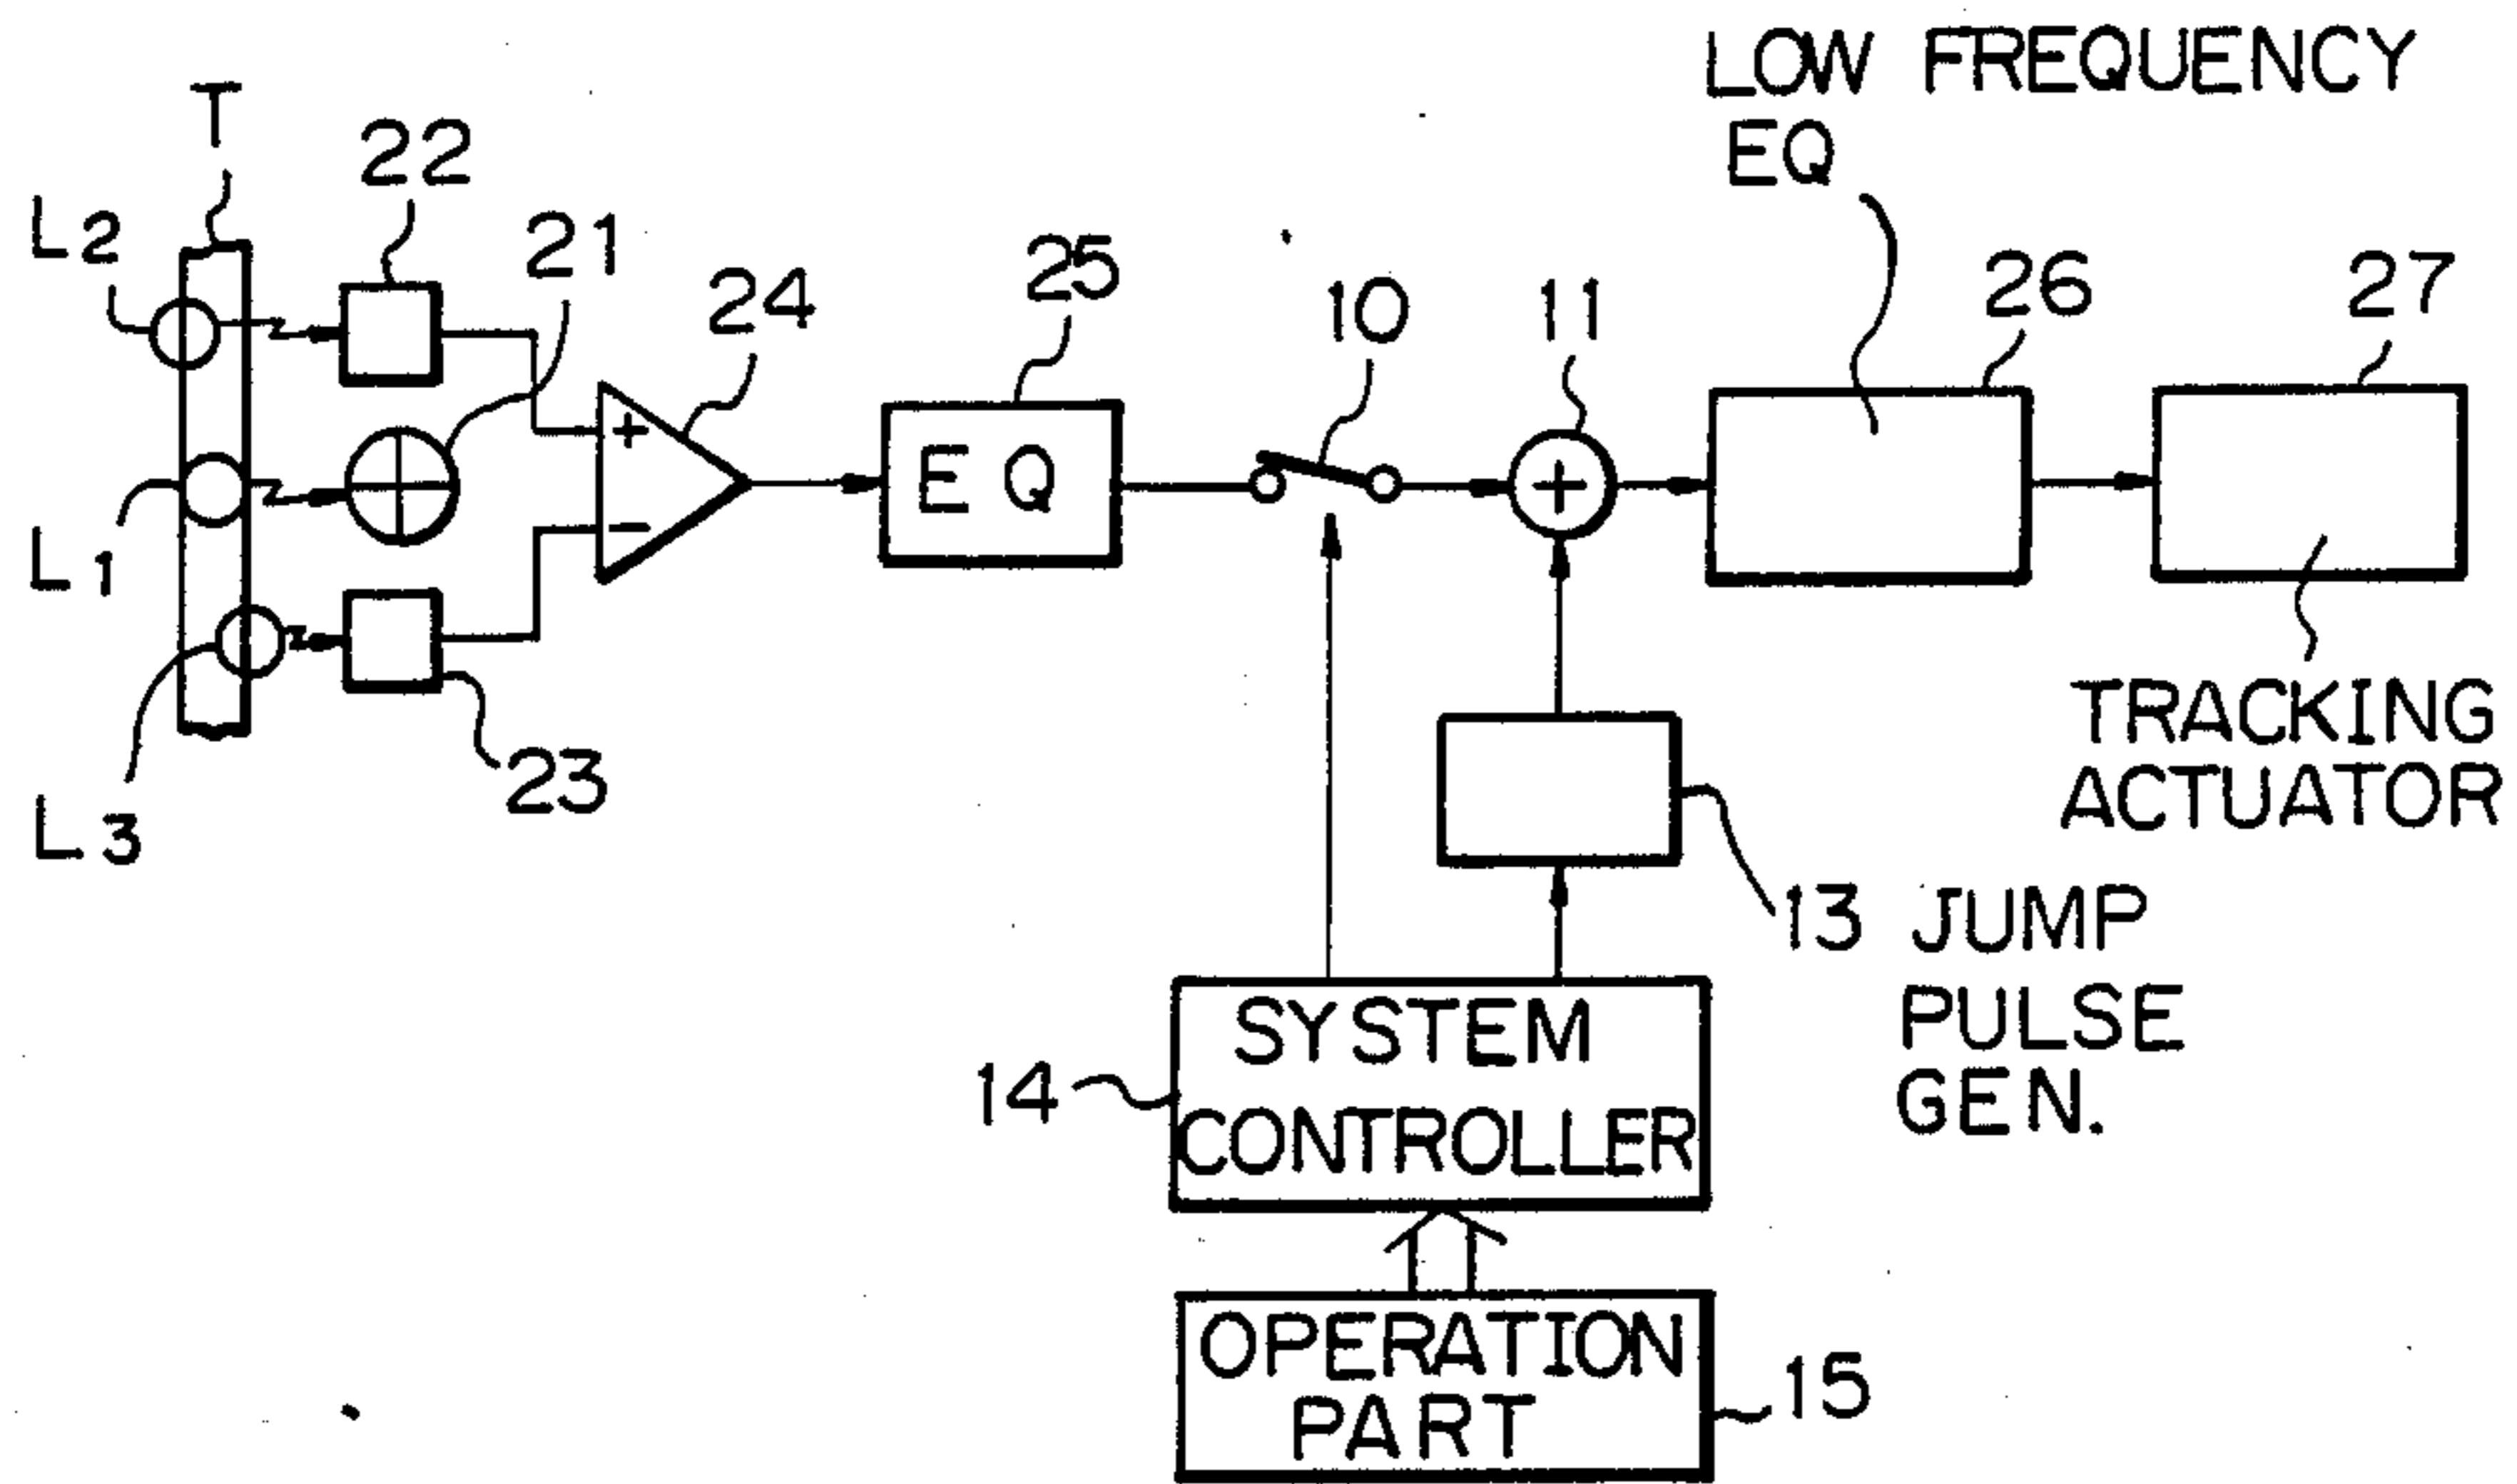 LOW FREQUENCY
EQ
T
22
L2
21
24
25
10
11
26
27
+
EQ
+
−
L1
23
L3
TRACKING
ACTUATOR
13 JUMP
PULSE
GEN.
14
SYSTEM
CONTROLLER
OPERATION
PART
15